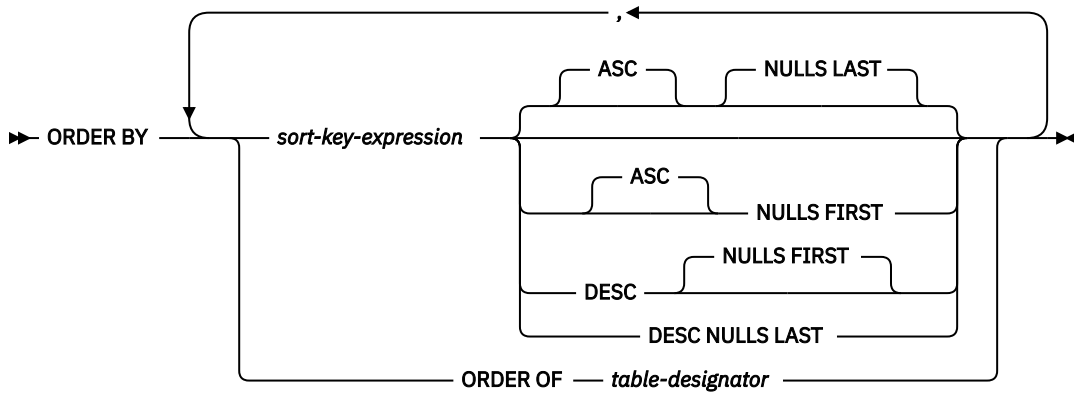 ,
ASC NULLS LAST
ORDER BY sort-key-expression
ASC
NULLS FIRST
NULLS FIRST
DESC
DESC NULLS LAST
ORDER OF table-designator